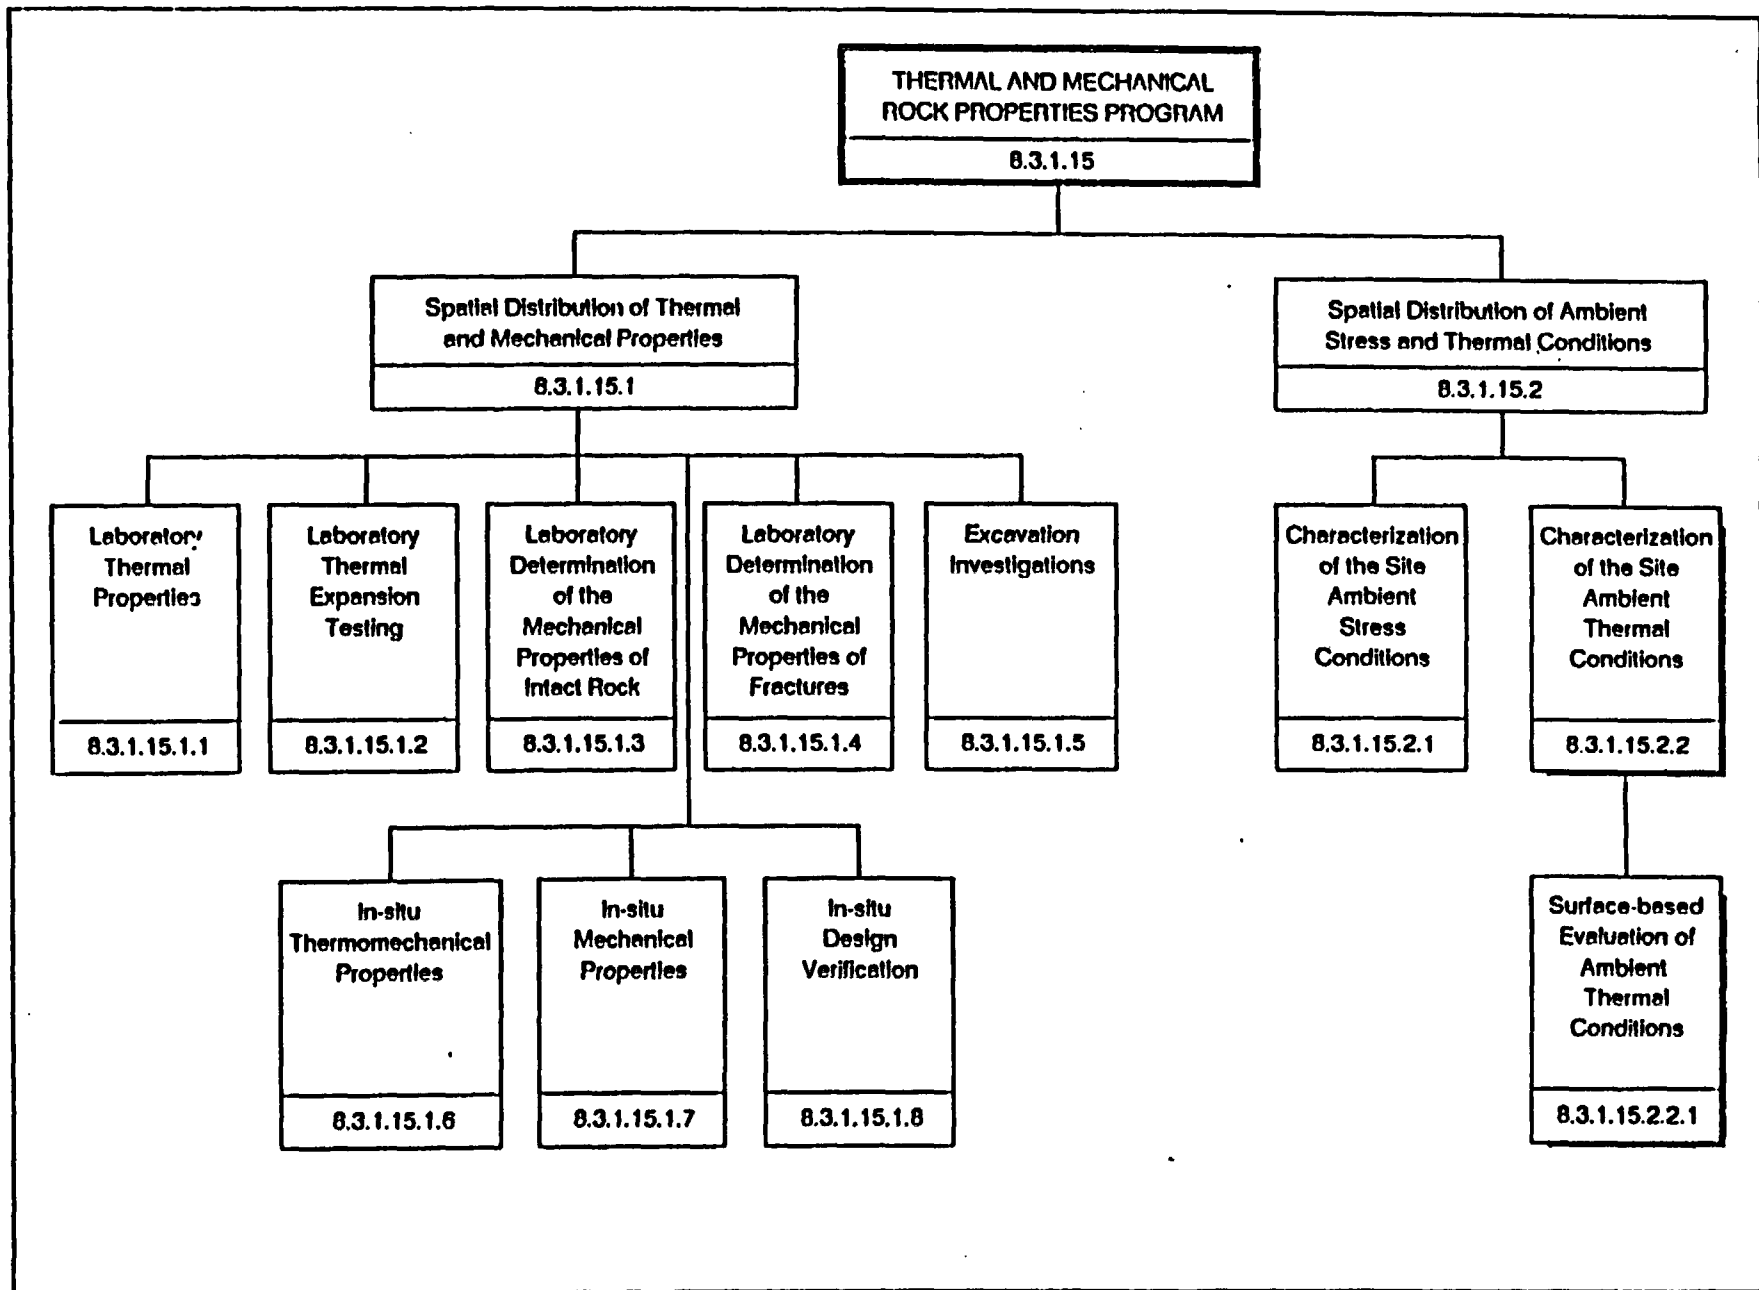 THERMAL AND MECHANICAL
ROCK PROPERTIES PROGRAM
8.3.1.15
Spatial Distribution of Thermal
and Mechanical Properties
8.3.1.15.1
Spatial Distribution of Ambient
Stress and Thermal Conditions
8.3.1.15.2
Laboratory
Thermal
Properties
8.3.1.15.1.1
Laboratory
Thermal
Expansion
Testing
8.3.1.15.1.2
Laboratory
Determination
of the
Mechanical
Properties of
Intact Rock
8.3.1.15.1.3
Laboratory
Determination
of the
Mechanical
Properties of
Fractures
8.3.1.15.1.4
Excavation
Investigations
8.3.1.15.1.5
Characterization
of the Site
Ambient
Stress
Conditions
8.3.1.15.2.1
Characterization
of the Site
Ambient
Thermal
Conditions
8.3.1.15.2.2
In-situ
Thermomechanical
Properties
8.3.1.15.1.6
In-situ
Mechanical
Properties
8.3.1.15.1.7
In-situ
Design
Verification
8.3.1.15.1.8
Surface-based
Evaluation of
Ambient
Thermal
Conditions
8.3.1.15.2.2.1